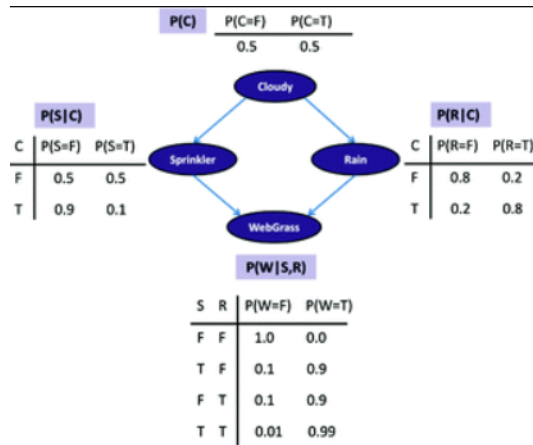 P(C) P(C=F) P(C=T)
0.5 0.5
Cloudy
P(S|C)
C P(S=F) P(S=T)
F 0.5 0.5
T 0.9 0.1
Sprinkler
Rain
P(R|C)
C P(R=F) P(R=T)
F 0.8 0.2
T 0.2 0.8
WebGrass
P(W|S,R)
S R P(W=F) P(W=T)
F F 1.0 0.0
T F 0.1 0.9
F T 0.1 0.9
T T 0.01 0.99